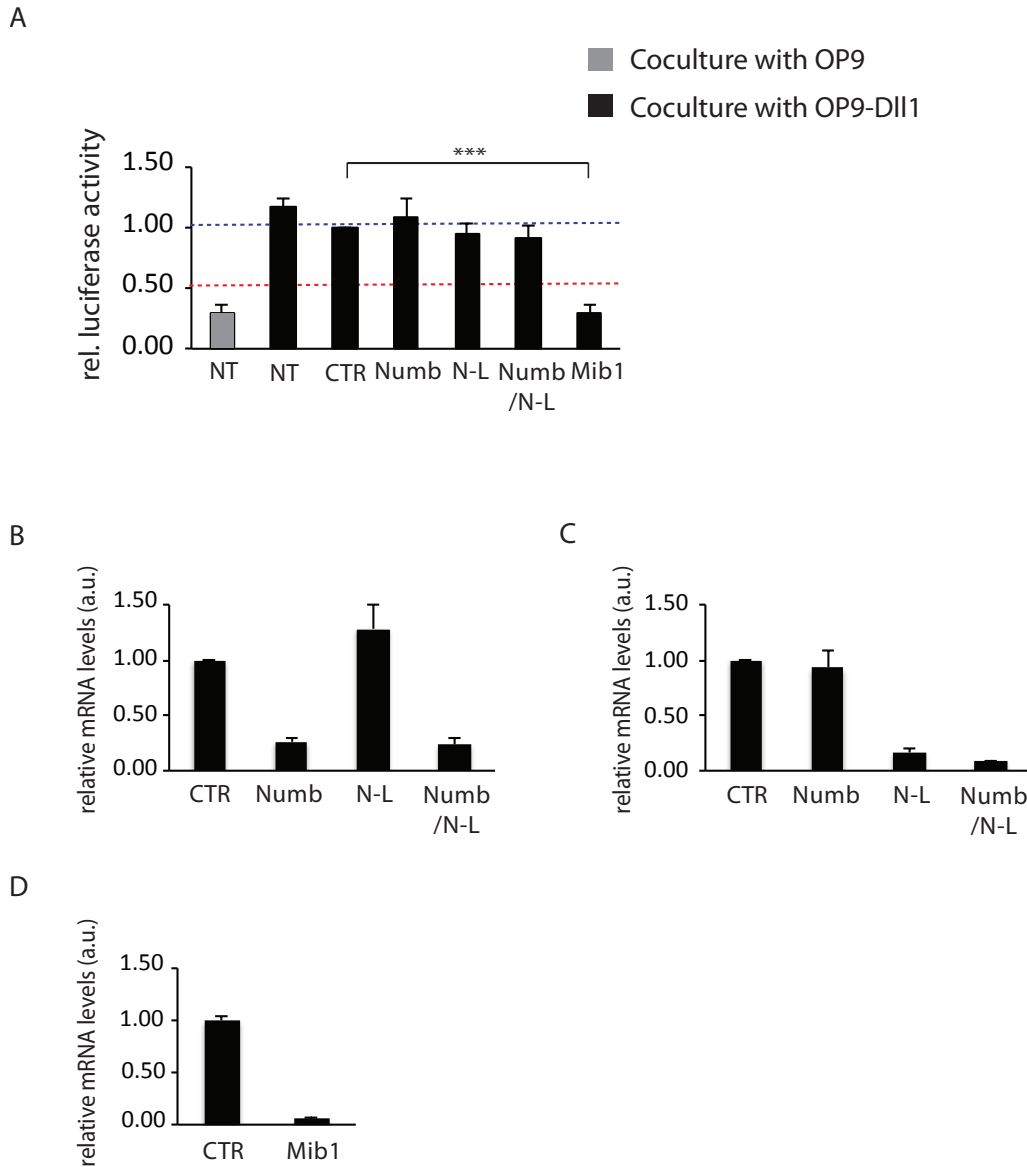 A
Coculture with OP9
Coculture with OP9-Dll1
rel. luciferase activity
***
1.50
1.00
0.50
0.00
NT NT CTR Numb N-L Numb /N-L Mib1
B
relative mRNA levels (a.u.)
1.50
1.00
0.50
0.00
CTR Numb N-L Numb /N-L
C
relative mRNA levels (a.u.)
1.50
1.00
0.50
0.00
CTR Numb N-L Numb /N-L
D
relative mRNA levels (a.u.)
1.50
1.00
0.50
0.00
CTR Mib1